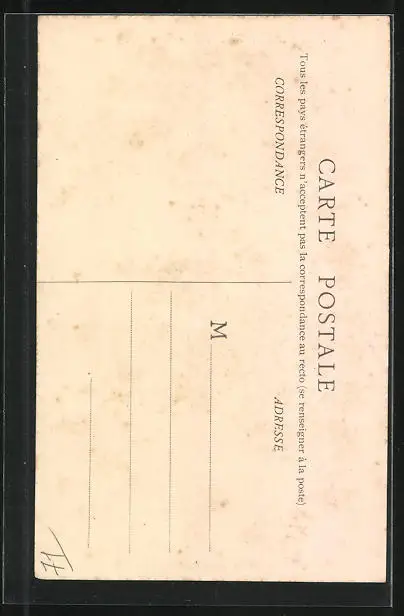 CARTE POSTALE
Tous les pays étrangers n'acceptent pas la correspondance au recto (se renseigner à la poste)
CORRESPONDANCE
ADRESSE
M